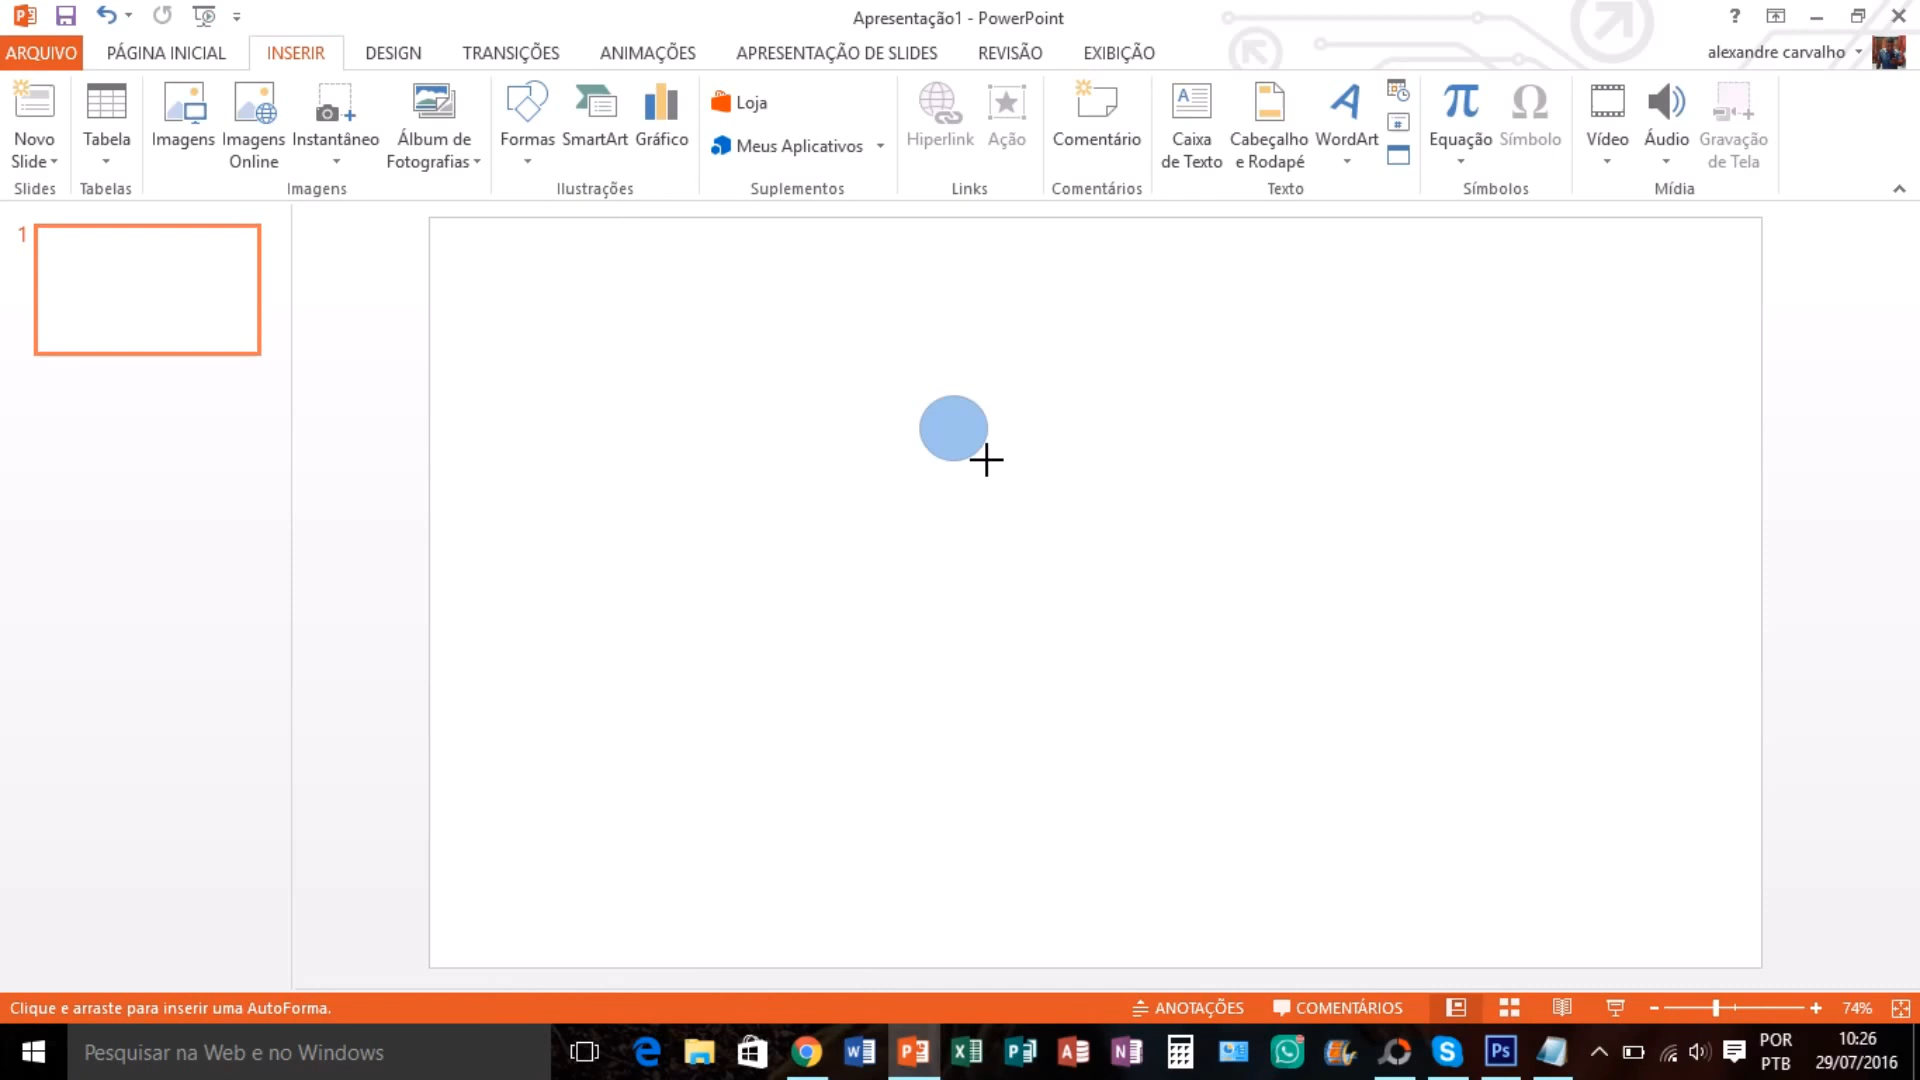 Apresentação1 - PowerPoint
?
ARQUIVO PÁGINA INICIAL INSERIR DESIGN TRANSIÇÕES ANIMAÇÕES APRESENTAÇÃO DE SLIDES REVISÃO EXIBIÇÃO alexandre carvalho
Novo Slide
Tabela
Imagens
Imagens Online
Instantâneo
Álbum de Fotografias
Formas
SmartArt
Gráfico
Loja
Meus Aplicativos
Hiperlink
Ação
Comentário
Caixa de Texto
Cabeçalho e Rodapé
WordArt
Equação
Símbolo
Vídeo
Áudio
Gravação de Tela
Slides Tabelas Imagens Ilustrações Suplementos Links Comentários Texto Símbolos Mídia
1
Clique e arraste para inserir uma AutoForma. ANOTAÇÕES COMENTÁRIOS 74%
Pesquisar na Web e no Windows
POR
PTB
10:26
29/07/2016